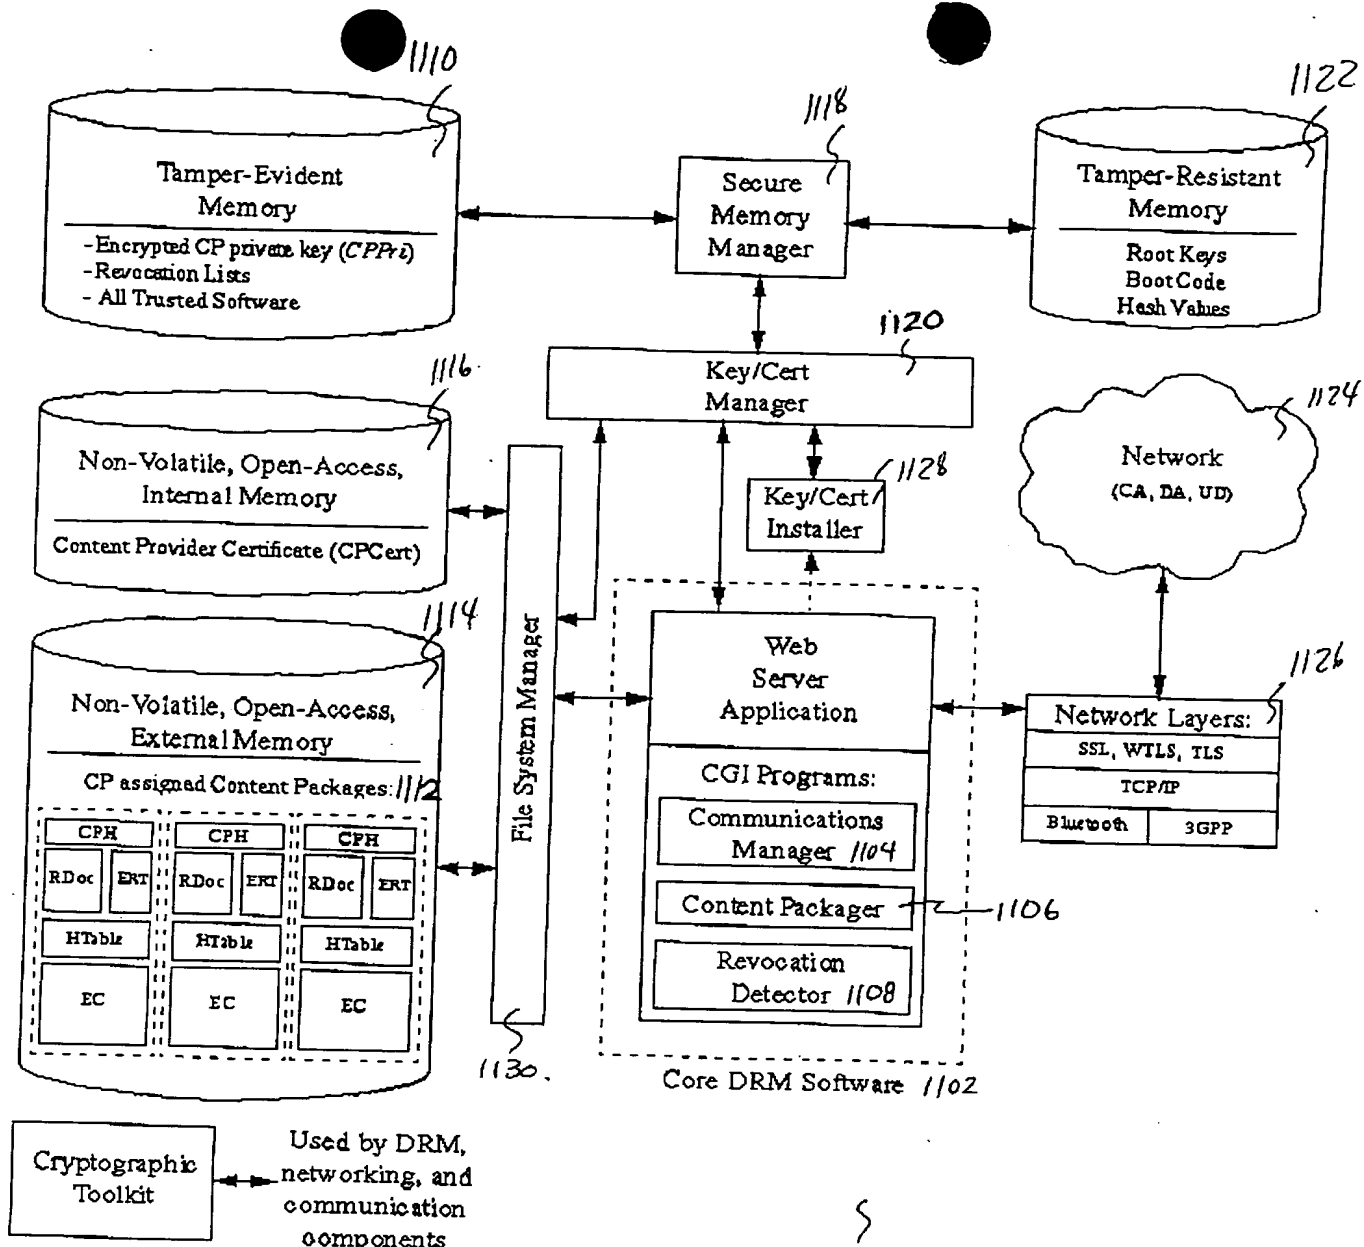 1110
Tamper-Evident
Memory
-Encrypted CP private key (CPPri)
-Revocation Lists
- All Trusted Software
1118
Secure
Memory
Manager
1122
Tamper-Resistant
Memory
Root Keys
Boot Code
Hash Values
1120
Key/Cert
Manager
1116
Non-Volatile, Open-Access,
Internal Memory
Content Provider Certificate (CPCert)
1128
Key/Cert
Installer
1124
Network
(CA, DA, UD)
1114
Non-Volatile, Open-Access,
External Memory
CP assigned Content Packages: 1112
CPH
RDoc ERT
HTable
EC
CPH
RDoc ERT
HTable
EC
CPH
RDoc ERT
HTable
EC
File System Manager
1130.
Web
Server
Application
CGI Programs:
Communications
Manager 1104
Content Packager
1106
Revocation
Detector 1108
Core DRM Software 1102
1126
Network Layers:
SSL, WTLS, TLS
TCP/IP
Bluetooth 3GPP
Cryptographic
Toolkit
Used by DRM,
networking, and
communication
components